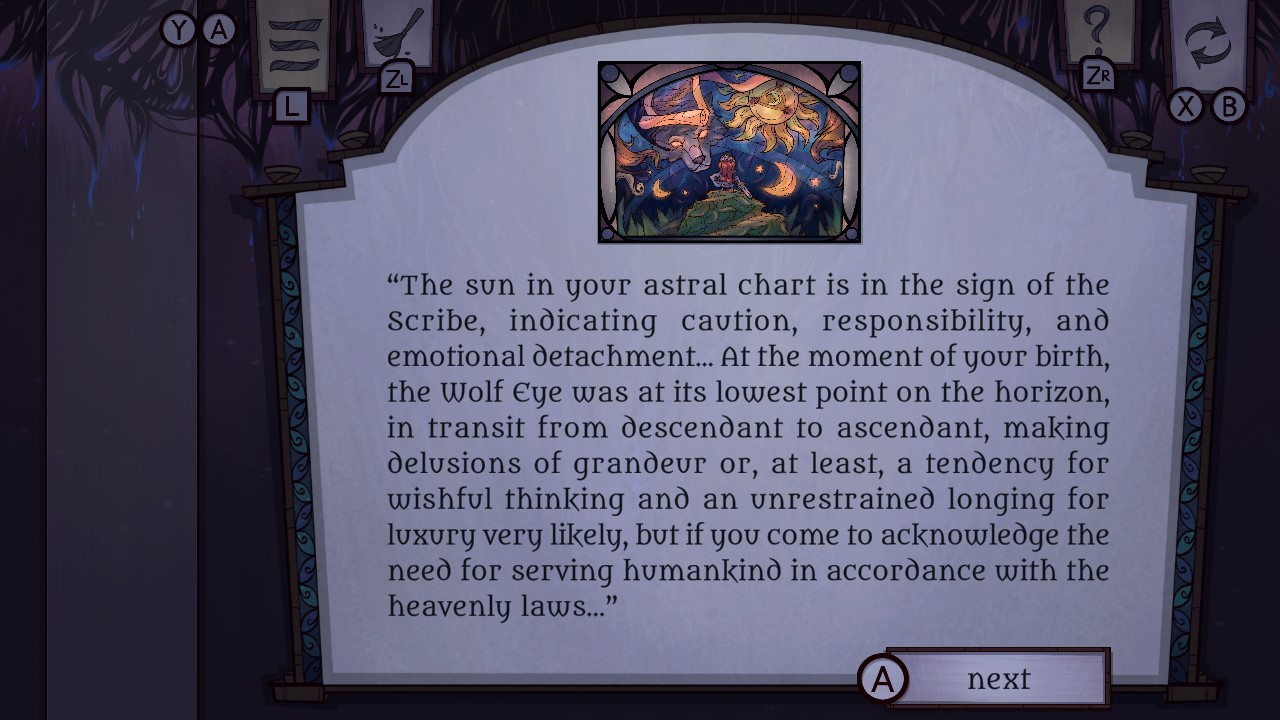 Y A
L
ZL
ZR
X B
“The sun in your astral chart is in the sign of the
Scribe, indicating caution, responsibility, and
emotional detachment... At the moment of your birth,
the Wolf Eye was at its lowest point on the horizon,
in transit from descendant to ascendant, making
delusions of grandeur or, at least, a tendency for
wishful thinking and an unrestrained longing for
luxury very likely, but if you come to acknowledge the
need for serving humankind in accordance with the
heavenly laws...”
A next